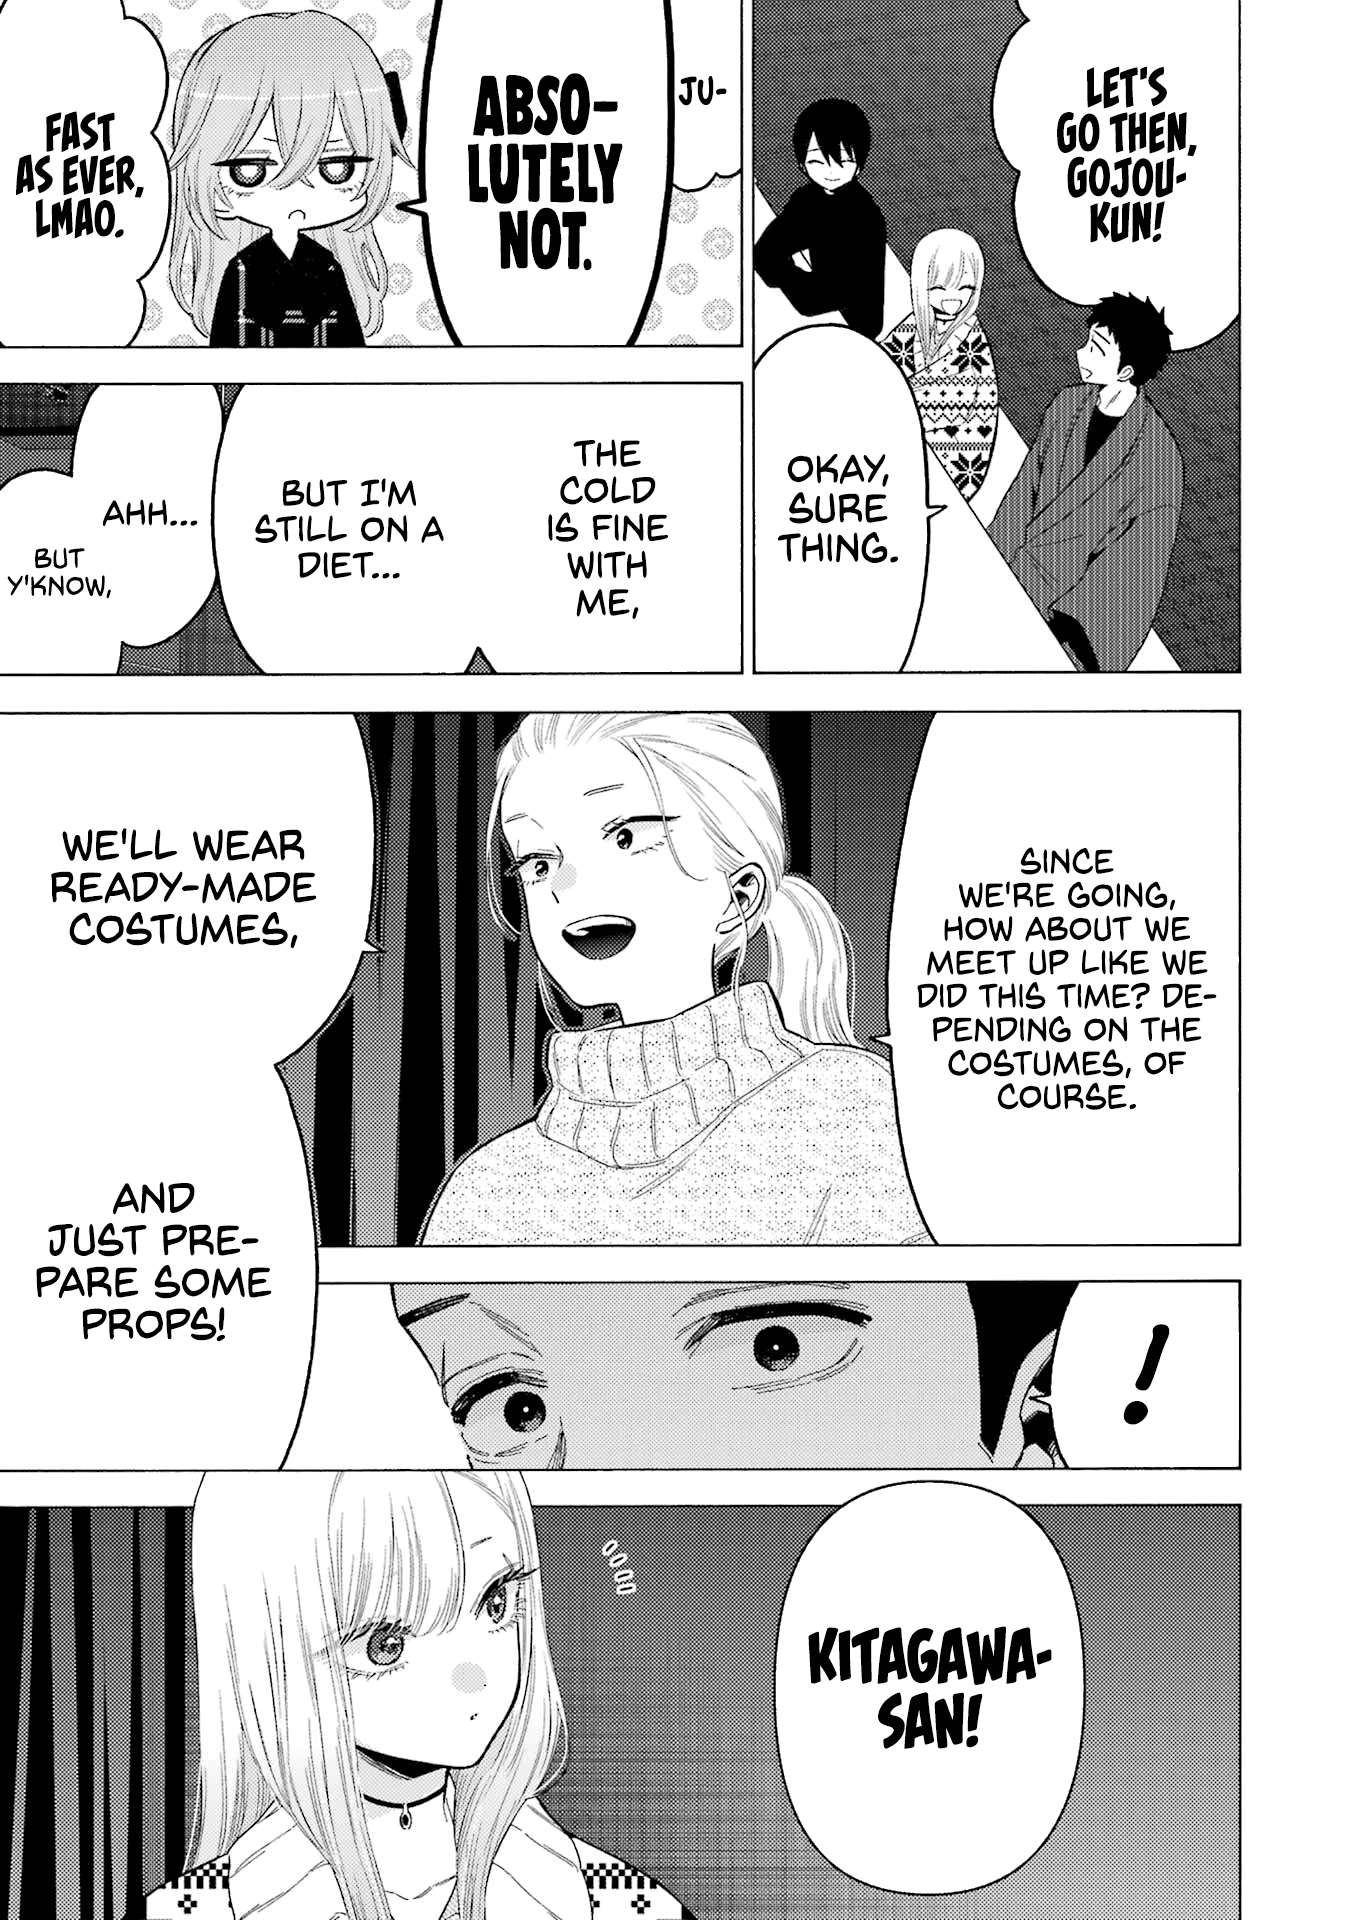 LET'S
GO THEN,
GOJOU-
KUN!
OKAY,
SURE
THING.
JU-
ABSO-
LUTELY
NOT.
FAST
AS EVER,
LMAO.
THE
COLD
IS FINE
WITH
ME,
BUT I'M
STILL ON A
DIET...
AHH...
BUT
Y'KNOW,
SINCE
WE'RE GOING,
HOW ABOUT WE
MEET UP LIKE WE
DID THIS TIME? DE-
PENDING ON THE
COSTUMES, OF
COURSE.
WE'LL WEAR
READY-MADE
COSTUMES,
AND
JUST PRE-
PARE SOME
PROPS!
!
KITAGAWA-
SAN!